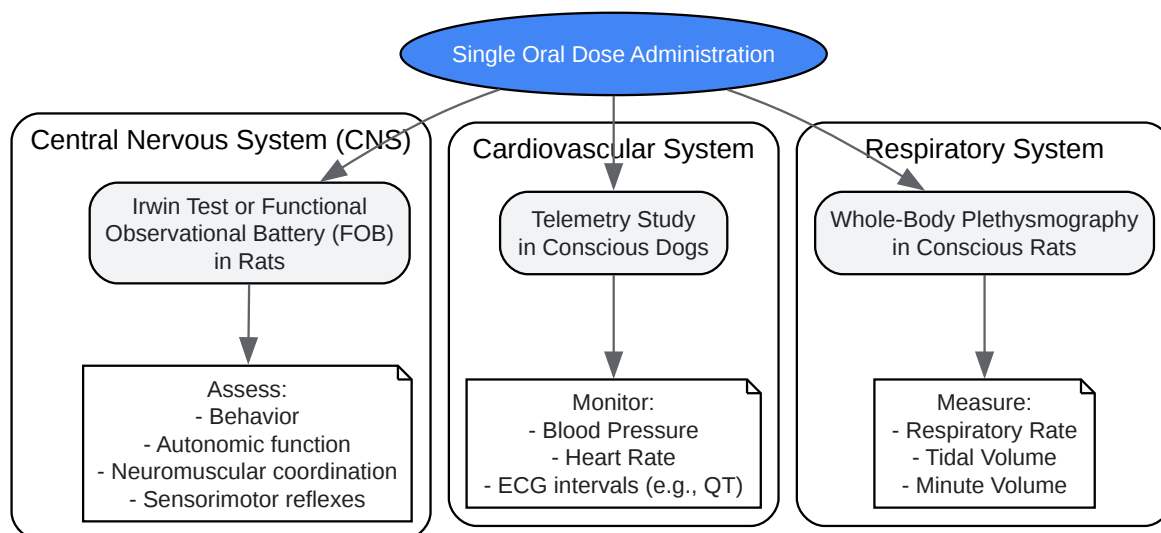 Single Oral Dose Administration
Central Nervous System (CNS)
Irwin Test or Functional
Observational Battery (FOB)
in Rats
Assess:
- Behavior
- Autonomic function
- Neuromuscular coordination
- Sensorimotor reflexes
Cardiovascular System
Telemetry Study
in Conscious Dogs
Monitor:
- Blood Pressure
- Heart Rate
- ECG intervals (e.g., QT)
Respiratory System
Whole-Body Plethysmography
in Conscious Rats
Measure:
- Respiratory Rate
- Tidal Volume
- Minute Volume